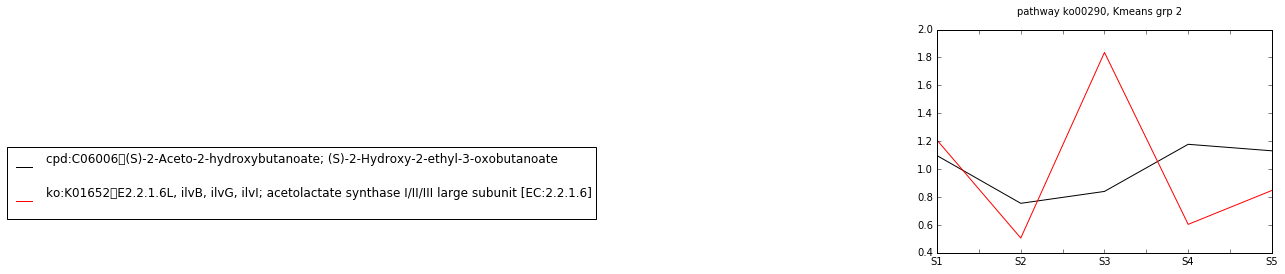 pathway ko00290, Kmeans grp 2
2.0
1.8
1.6
1.4
1.2
1.0
0.8
0.6
0.4
S1 S2 S3 S4 S5
cpd:C06006▯(S)-2-Aceto-2-hydroxybutanoate; (S)-2-Hydroxy-2-ethyl-3-oxobutanoate
ko:K01652▯E2.2.1.6L, ilvB, ilvG, ilvI; acetolactate synthase I/II/III large subunit [EC:2.2.1.6]